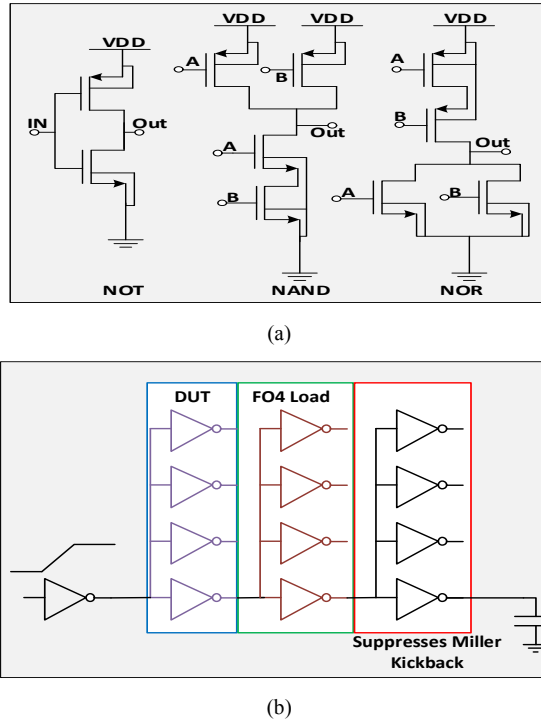 VDD VDD VDD VDD
A B A
IN Out B
Out Out
A
B A B
NOT NAND NOR
(a)
DUT FO4 Load
Suppresses Miller
Kickback
(b)